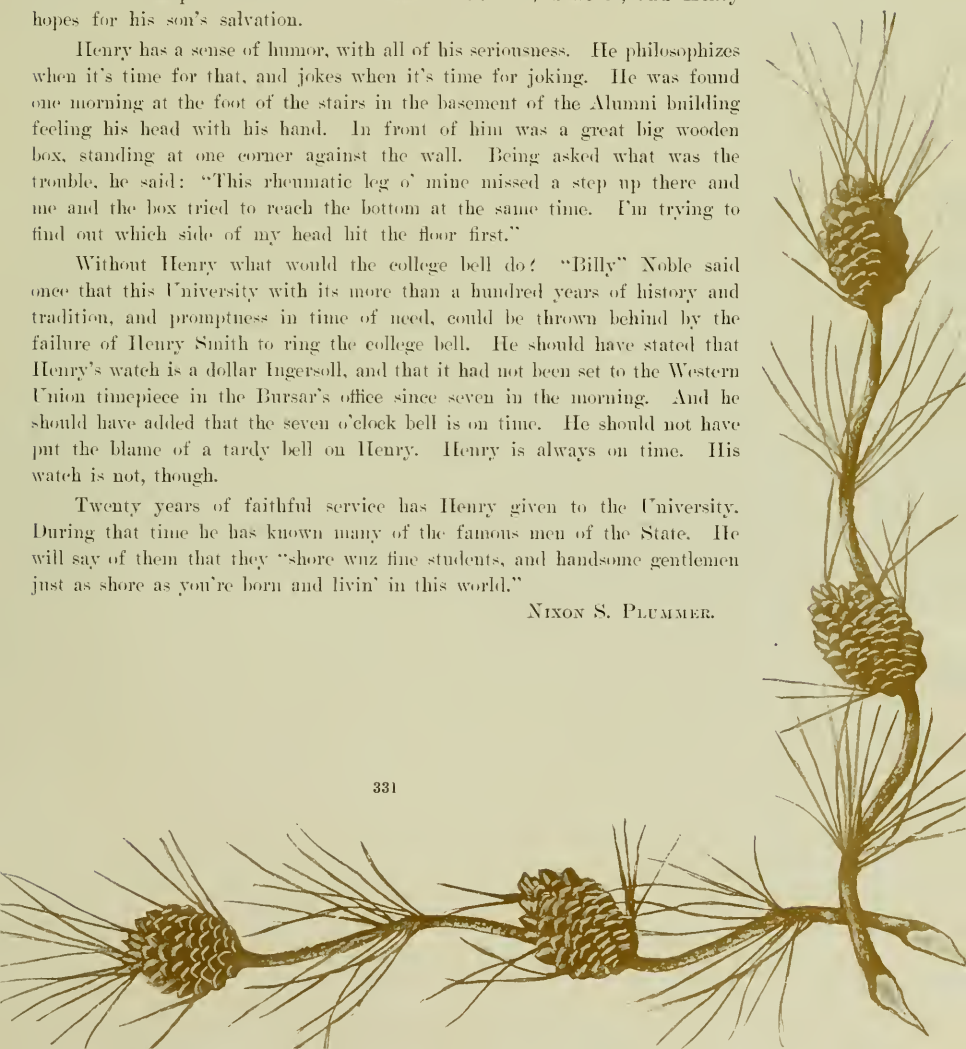 hopes for his son's salvation.
Henry has a sense of humor, with all of his seriousness. He philosophizes
when it's time for that, and jokes when it's time for joking. He was found
one morning at the foot of the stairs in the basement of the Alumni building
feeling his head with his hand. In front of him was a great big wooden
box, standing at one corner against the wall. Being asked what was the
trouble, he said: "This rheumatic leg o' mine missed a step up there and
me and the box tried to reach the bottom at the same time. I'm trying to
find out which side of my head hit the floor first."
Without Henry what would the college bell do? "Billy" Noble said
once that this University with its more than a hundred years of history and
tradition, and promptness in time of need, could be thrown behind by the
failure of Henry Smith to ring the college bell. He should have stated that
Henry's watch is a dollar Ingersoll, and that it had not been set to the Western
Union timepiece in the Bursar's office since seven in the morning. And he
should have added that the seven o'clock bell is on time. He should not have
put the blame of a tardy bell on Henry. Henry is always on time. His
watch is not, though.
Twenty years of faithful service has Henry given to the University.
During that time he has known many of the famous men of the State. He
will say of them that they "shore wuz fine students, and handsome gentlemen
just as shore as you're born and livin' in this world."
Nixon S. Plummer.
331